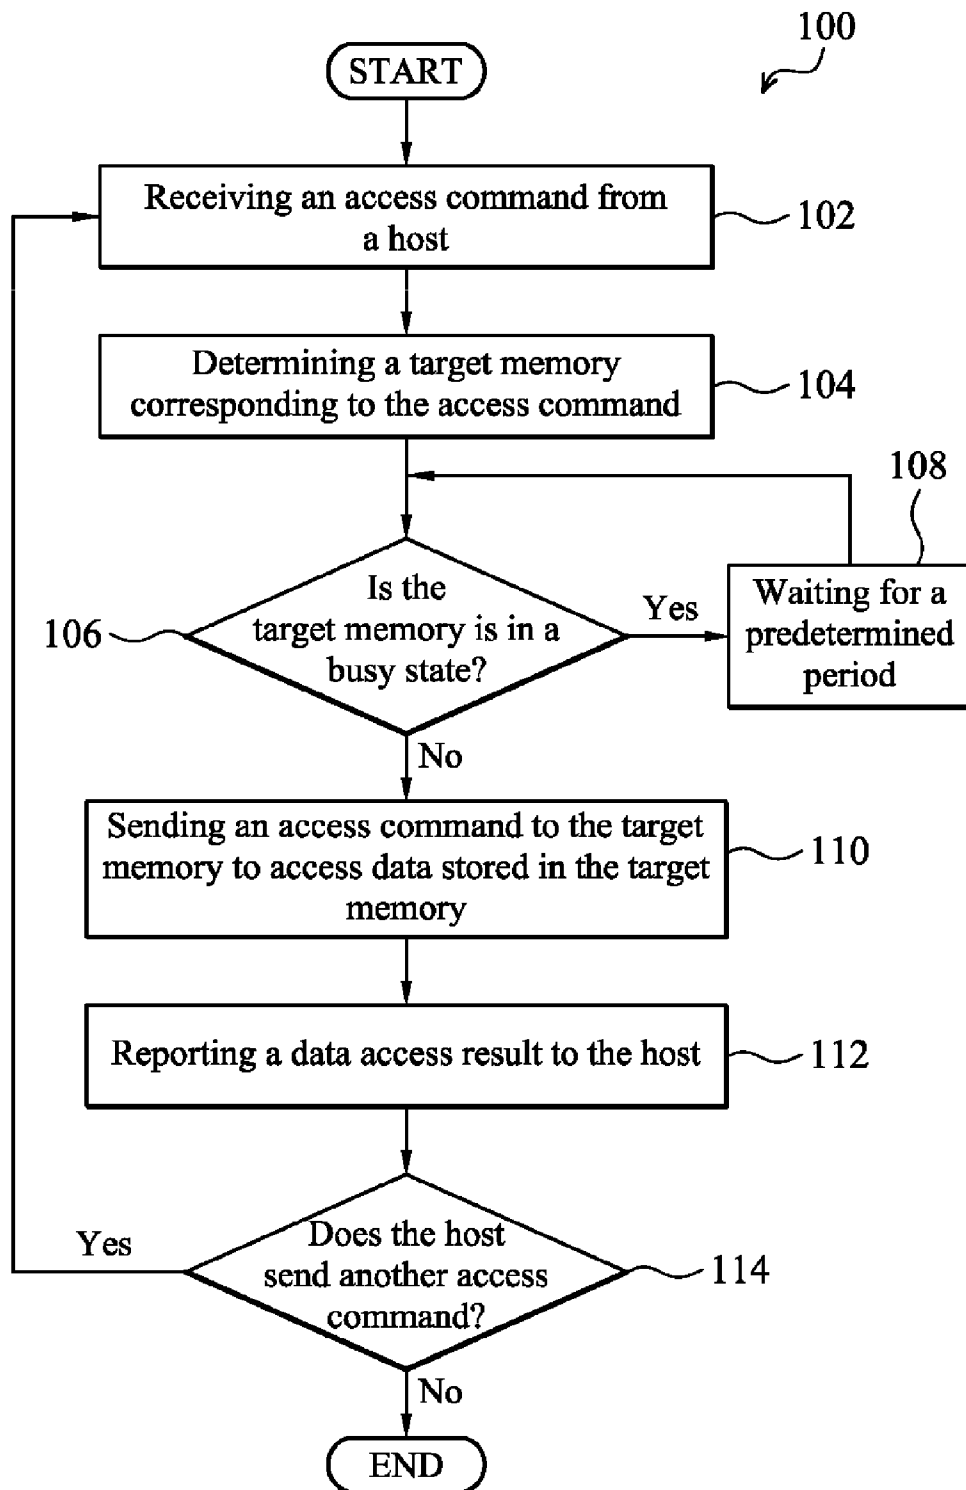 100
START
Receiving an access command from
a host
102
Determining a target memory
corresponding to the access command
104
108
Is the
target memory is in a
busy state?
106
Yes
Waiting for a
predetermined
period
No
Sending an access command to the target
memory to access data stored in the target
memory
110
Reporting a data access result to the host
112
Does the host
send another access
command?
Yes
114
No
END